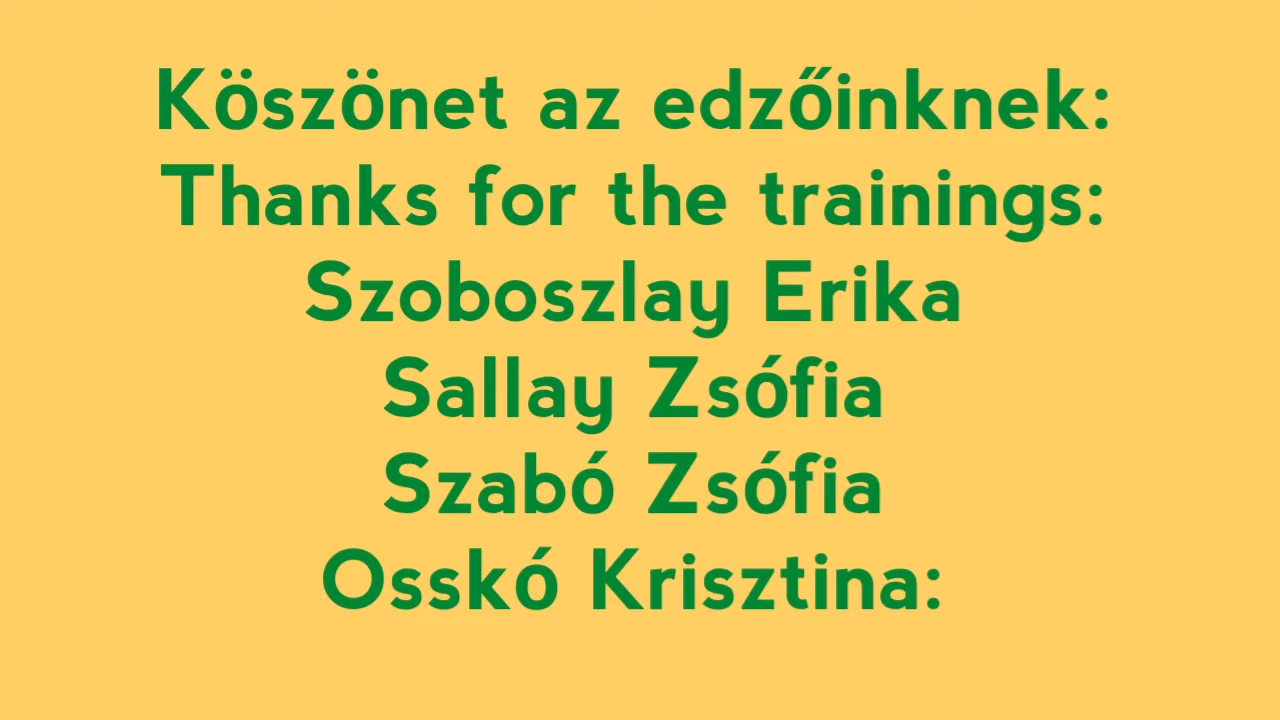 Köszönet az edzőinknek:
Thanks for the trainings:
Szoboszlay Erika
Sallay Zsófia
Szabó Zsófia
Osskó Krisztina: